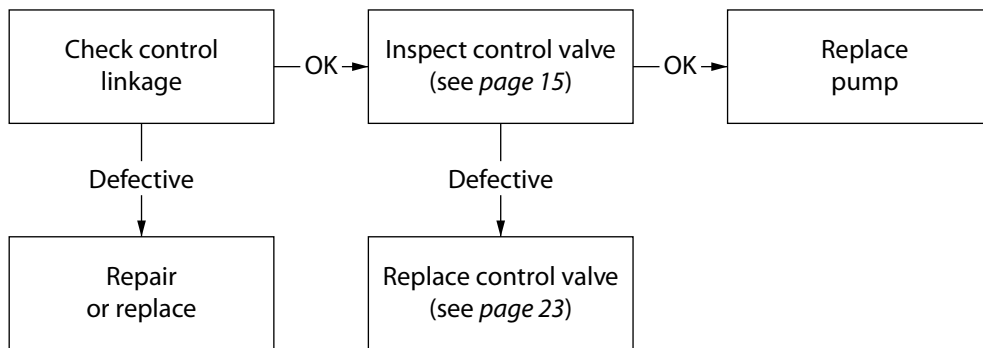 Check control
linkage
OK
Inspect control valve
(see page 15)
OK
Replace
pump
Defective
Defective
Repair
or replace
Replace control valve
(see page 23)